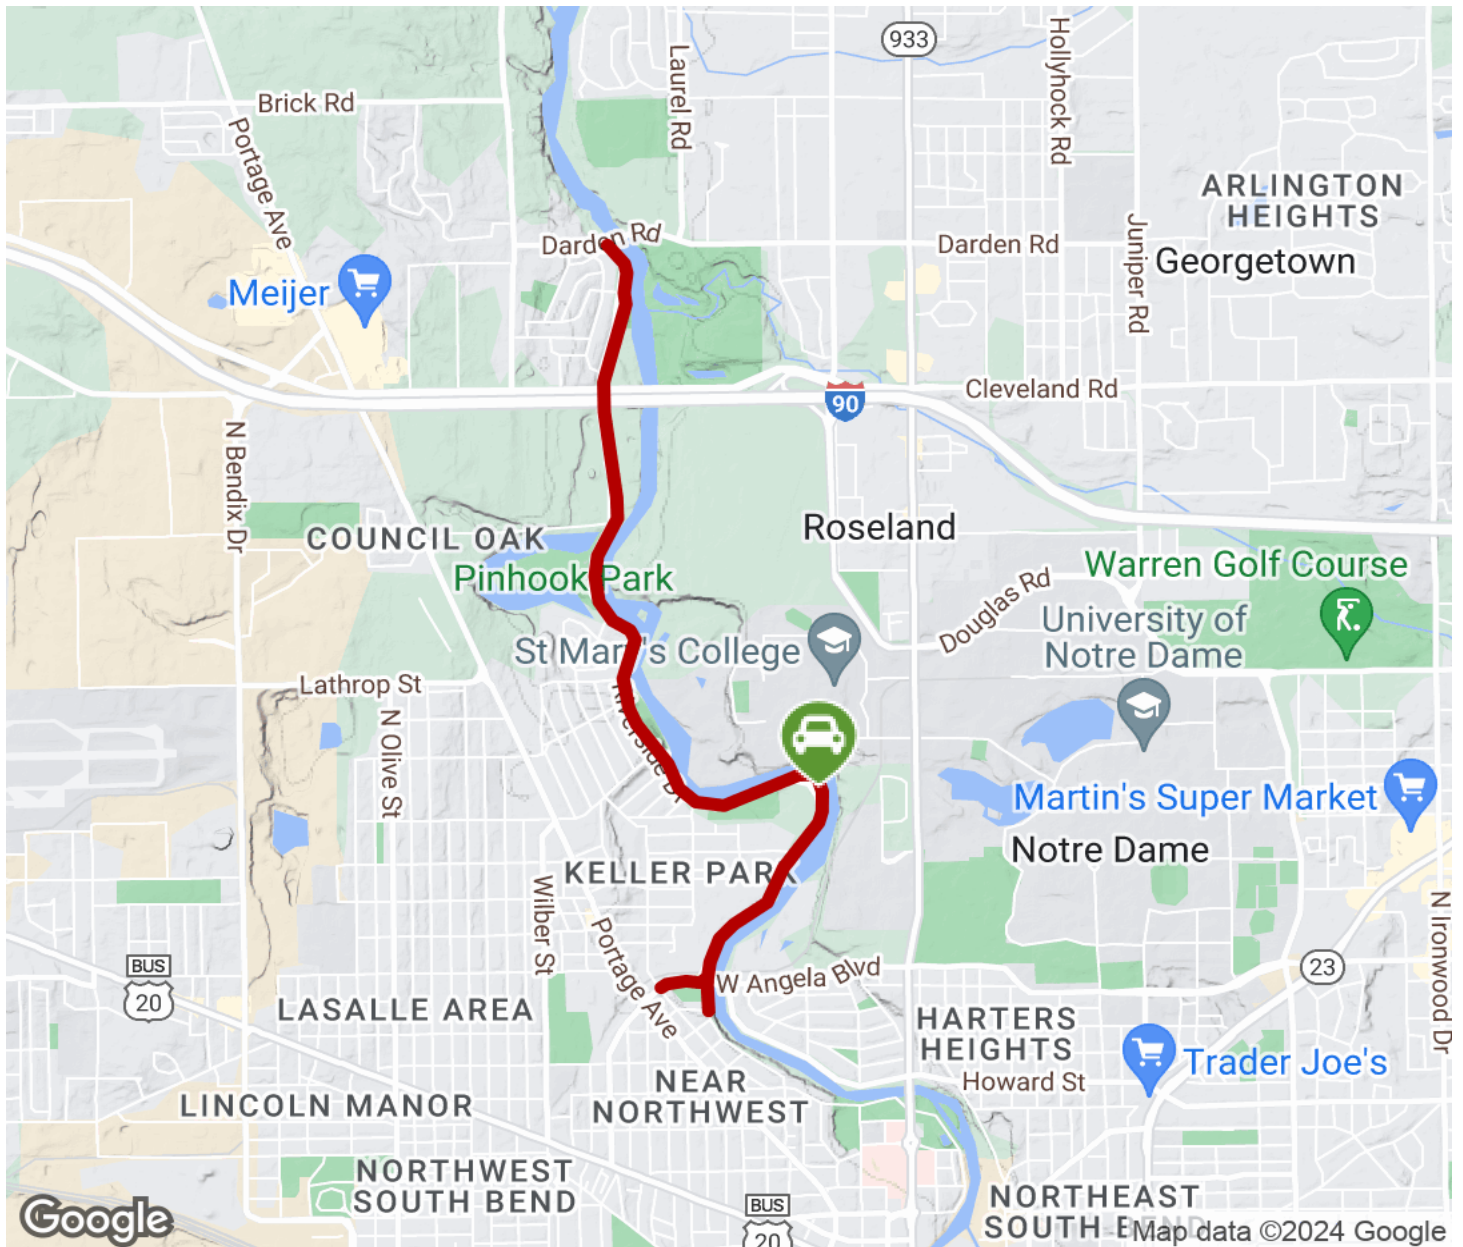 933
Laurel Rd
Hollyhock Rd
Brick Rd
Portage Ave
ARLINGTON
HEIGHTS
Darden Rd
Darden Rd
Juniper Rd
Georgetown
Meijer
Cleveland Rd
90
N Bendix Dr
COUNCIL OAK
Roseland
Pinhook Park
Warren Golf Course
Douglas Rd
University of
Notre Dame
St Mary's College
Lathrop St
N Olive St
Riverside Dr
Martin's Super Market
Notre Dame
KELLER PARK
Wilber St
Portage Ave
N Ironwood Dr
BUS
20
W Angela Blvd
23
LASALLE AREA
HARTERS
HEIGHTS
Trader Joe's
NEAR
NORTHWEST
Howard St
LINCOLN MANOR
NORTHWEST
SOUTH BEND
NORTHEAST
SOUTH BEND
BUS
20
Google
Map data ©2024 Google